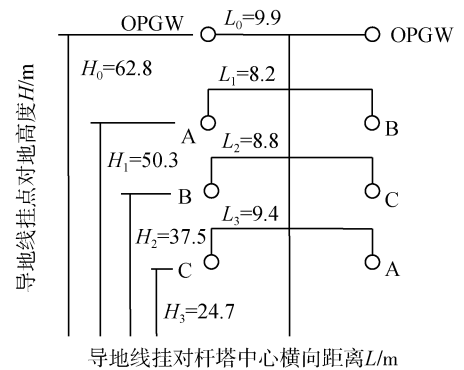 OPGW
L₀=9.9
OPGW
H₀=62.8
L₁=8.2
A
B
H₁=50.3
L₂=8.8
B
C
H₂=37.5
L₃=9.4
C
A
H₃=24.7
导地线挂点对地高度H/m
导地线挂对杆塔中心横向距离L/m